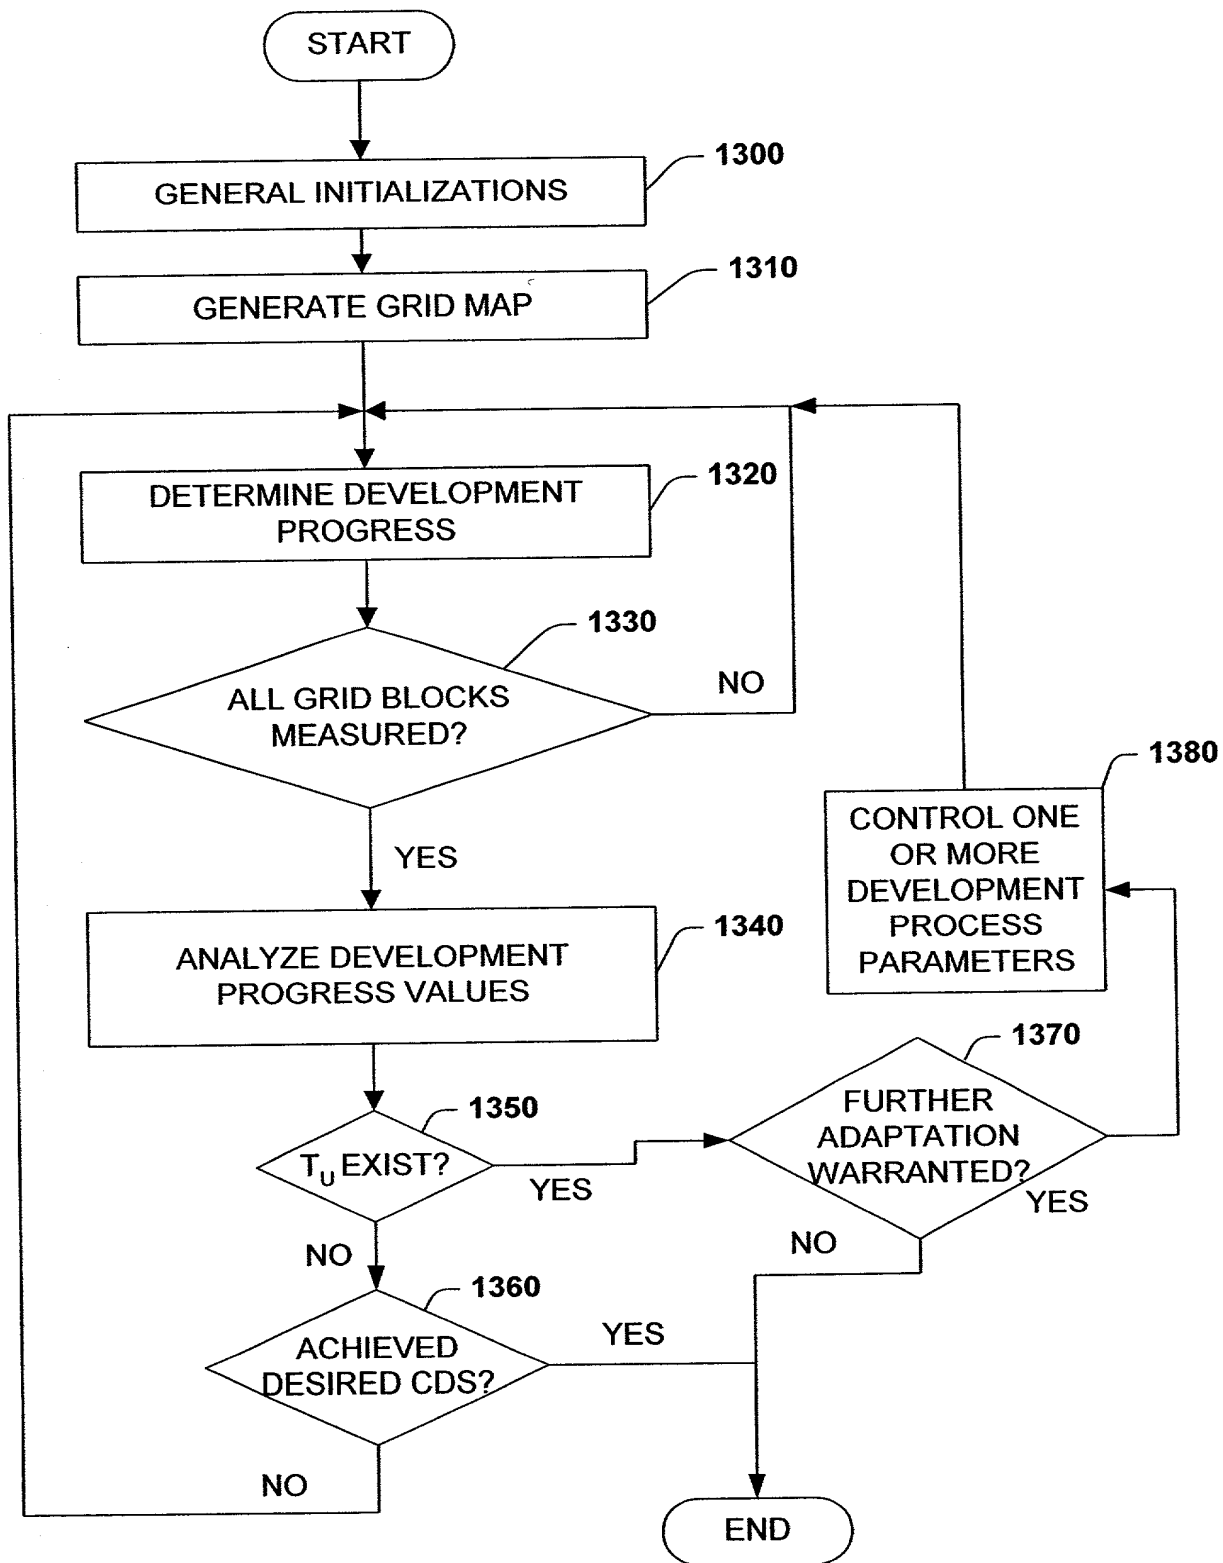 START
1300
GENERAL INITIALIZATIONS
1310
GENERATE GRID MAP
1320
DETERMINE DEVELOPMENT
PROGRESS
1330
ALL GRID BLOCKS
MEASURED?
NO
YES
1340
ANALYZE DEVELOPMENT
PROGRESS VALUES
1350
TU EXIST?
YES
NO
1360
ACHIEVED
DESIRED CDS?
YES
NO
1370
FURTHER
ADAPTATION
WARRANTED?
YES
NO
1380
CONTROL ONE
OR MORE
DEVELOPMENT
PROCESS
PARAMETERS
END